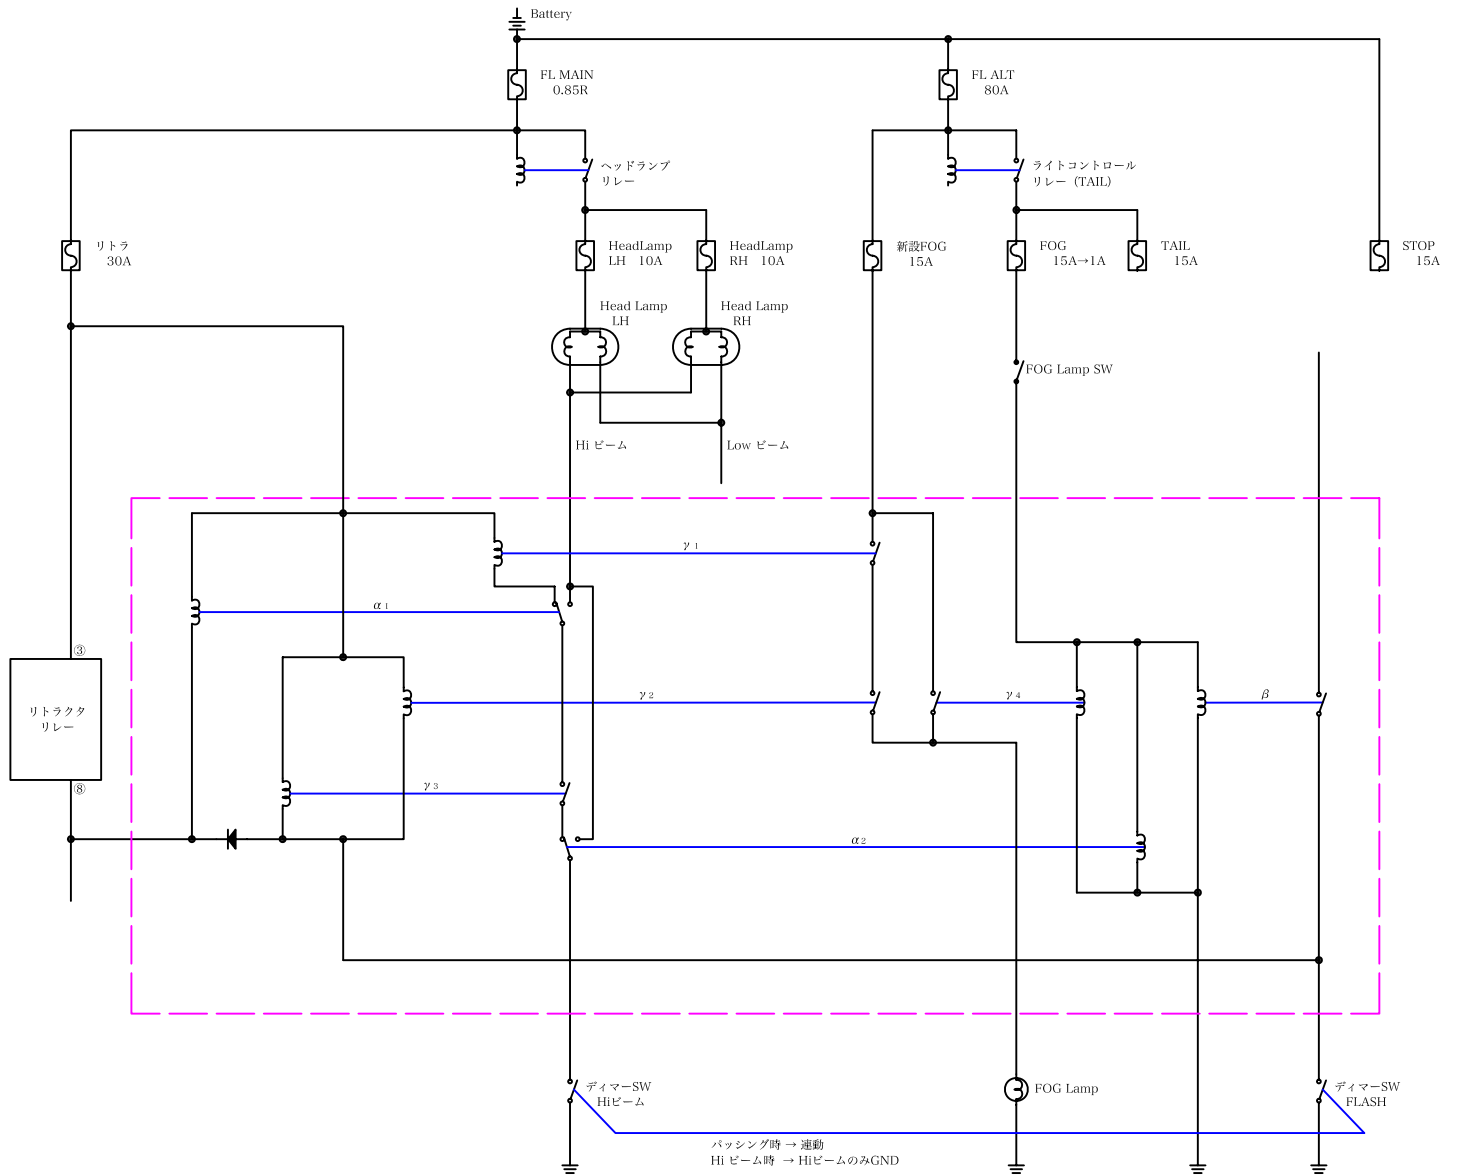 Battery
FL MAIN
0.85R
FL ALT
80A
ヘッドランプ
リレー
ライトコントロール
リレー（TAIL）
リトラ
30A
HeadLamp
LH 10A
HeadLamp
RH 10A
新設FOG
15A
FOG
15A→1A
TAIL
15A
STOP
15A
Head Lamp
LH
Head Lamp
RH
FOG Lamp SW
Hi ビーム
Low ビーム
γ 1
α 1
③
リトラクタ
リレー
⑧
γ 2
γ 4
β
γ 3
α 2
ディマーSW
Hiビーム
FOG Lamp
ディマーSW
FLASH
パッシング時 → 連動
Hi ビーム時 → HiビームのみGND